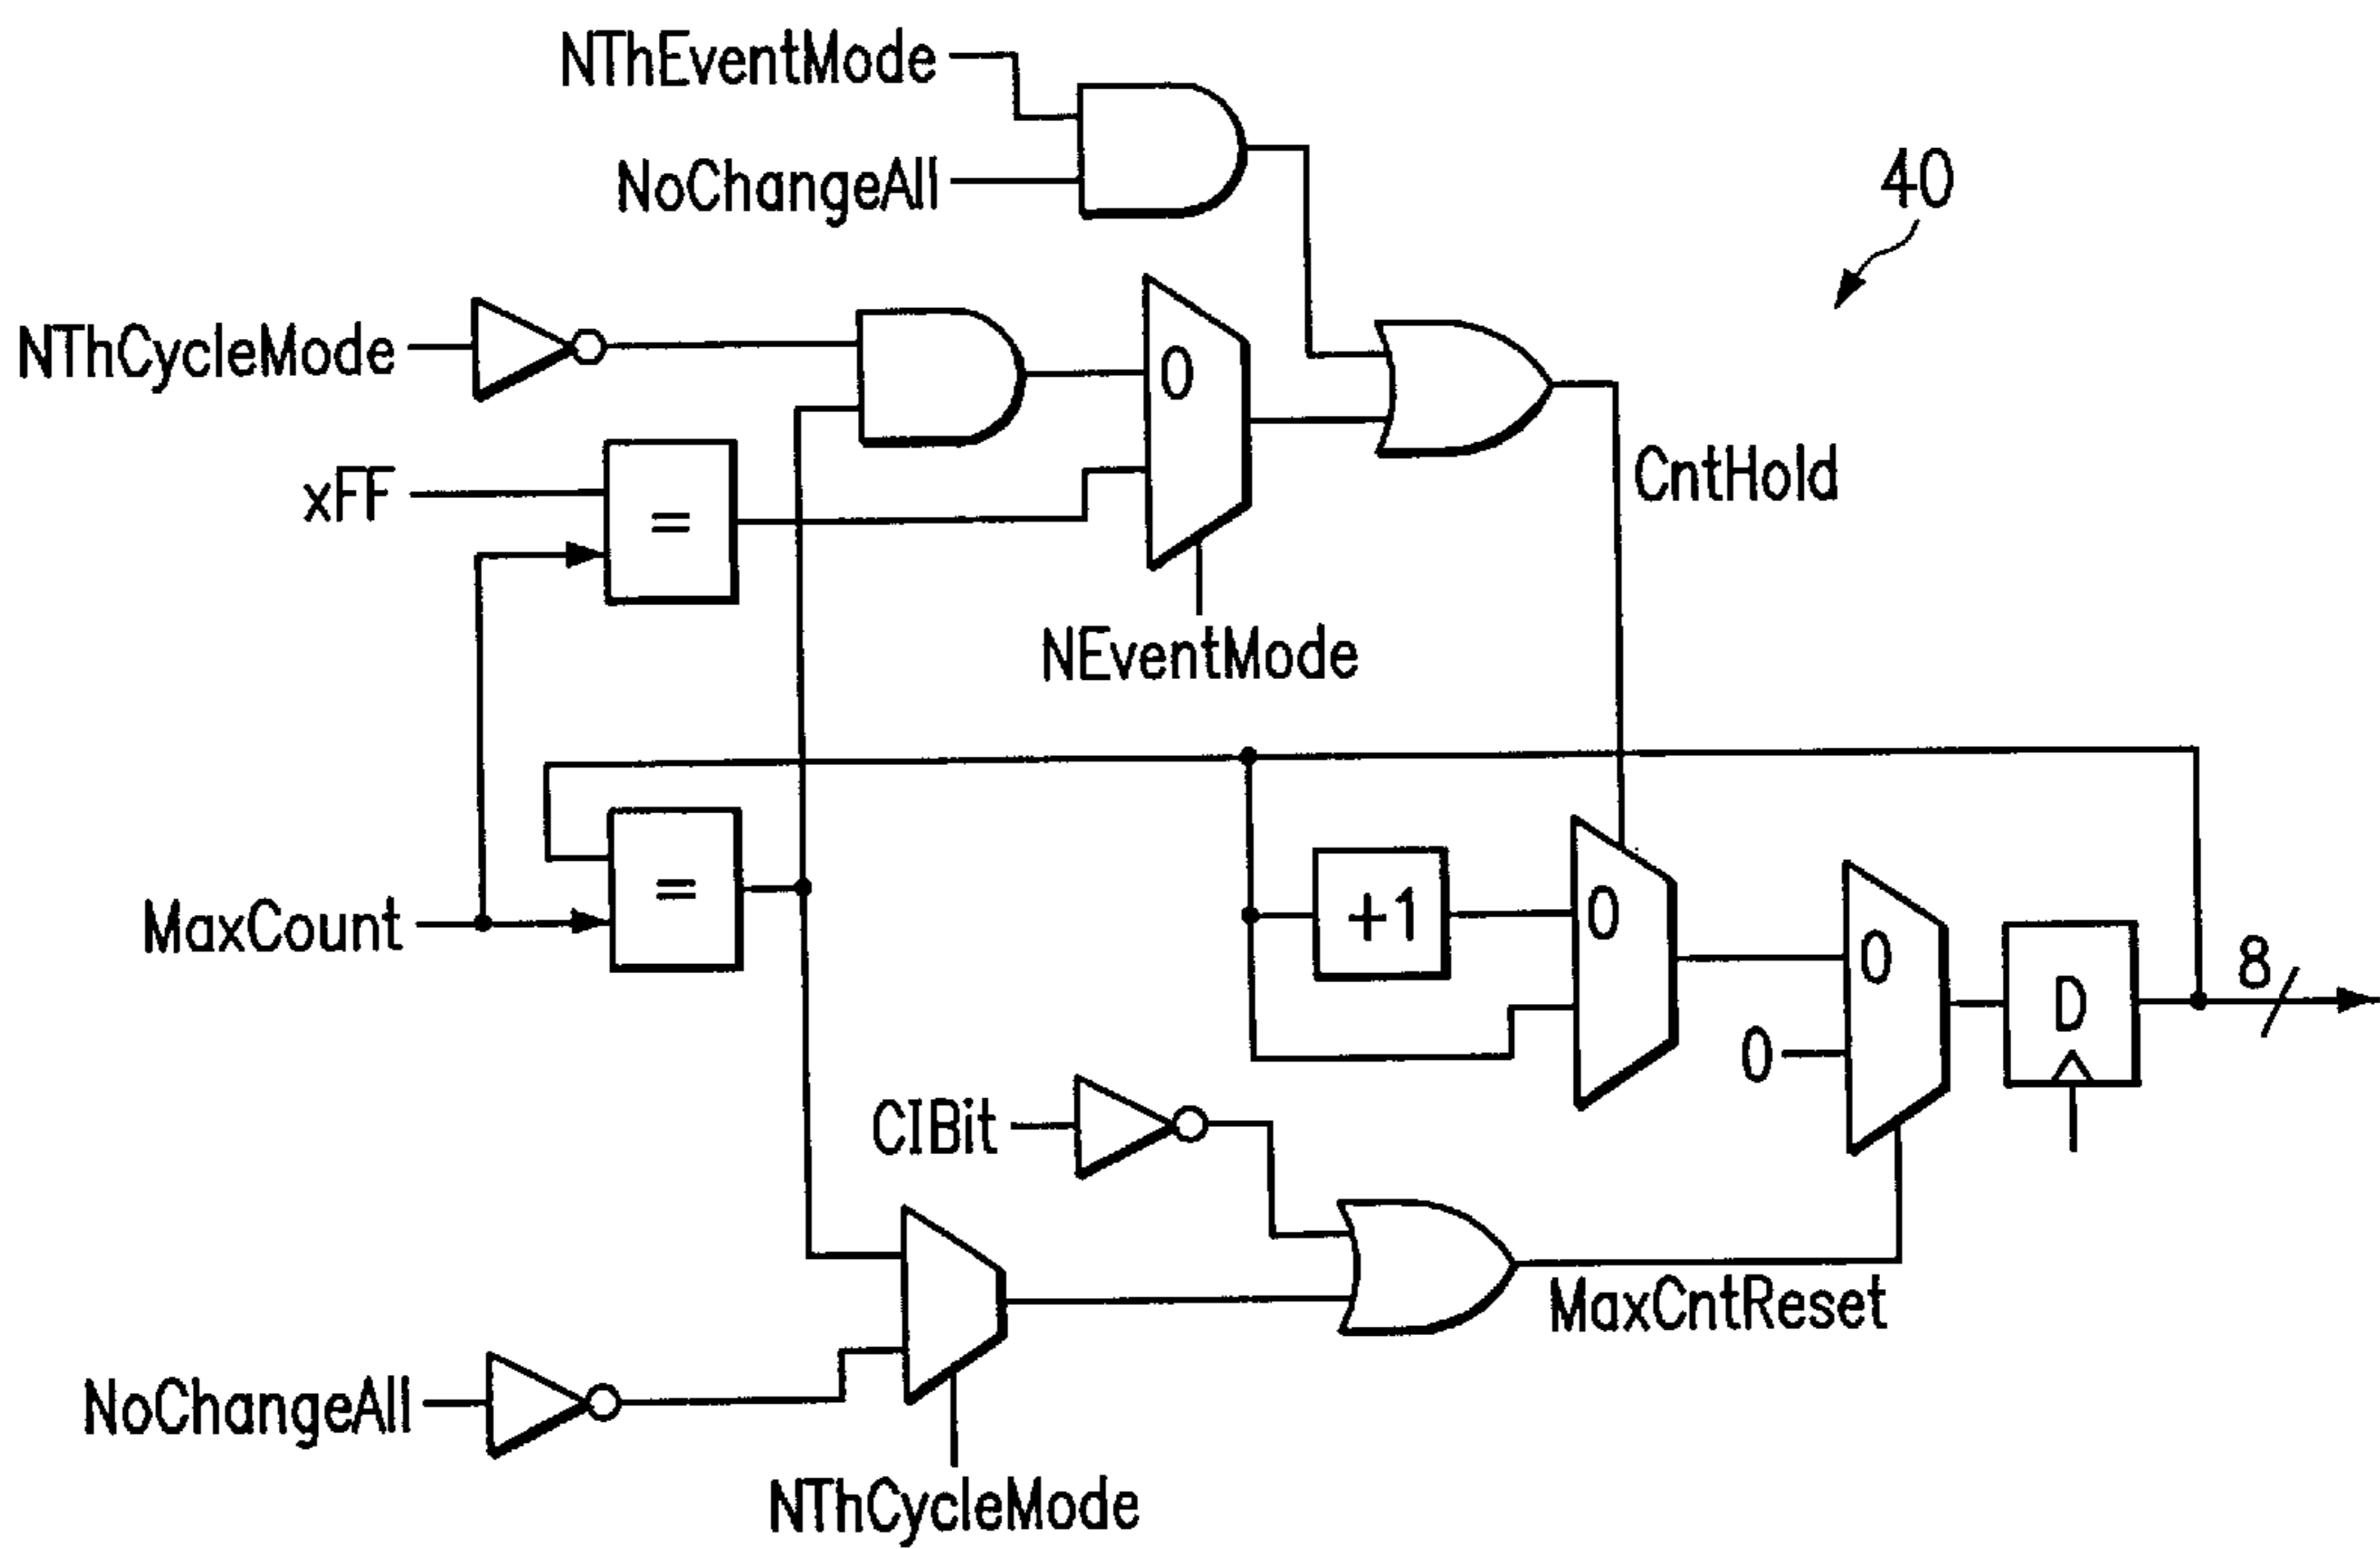 NThEventMode
NoChangeAll
40
NThCycleMode
0
xFF
=
CntHold
NEventMode
=
MaxCount
+1
0
0
8
D
0
CIBit
MaxCntReset
NoChangeAll
NThCycleMode